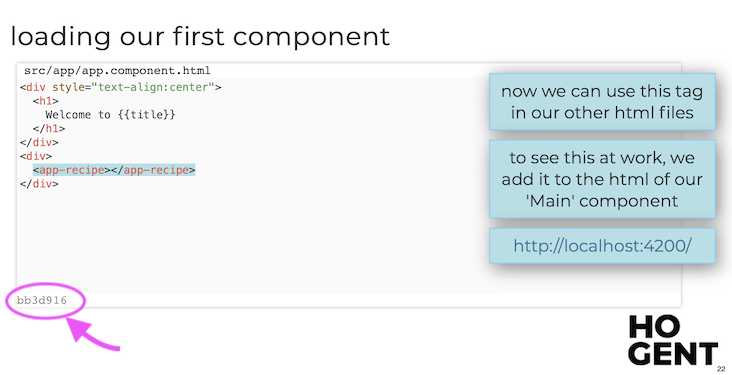 loading our first component
src/app/app.component.html
<div style="text-align:center">
  <h1>
    Welcome to {{title}}
  </h1>
</div>
<div>
  <app-recipe></app-recipe>
</div>
now we can use this tag
in our other html files
to see this at work, we
add it to the html of our
'Main' component
http://localhost:4200/
bb3d916
HO
GENT
22